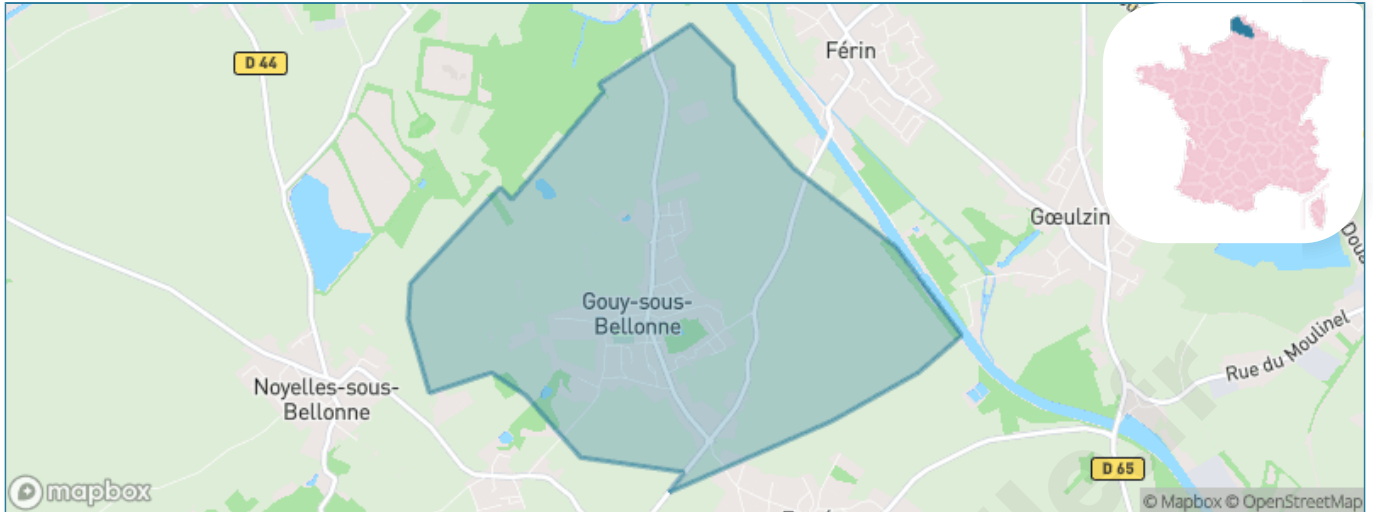 D 44
Férin
Gœulzin
Gouy-sous-
Bellonne
Rue du Moulinel
Noyelles-sous-
Bellonne
D 65
mapbox
© Mapbox © OpenStreetMap